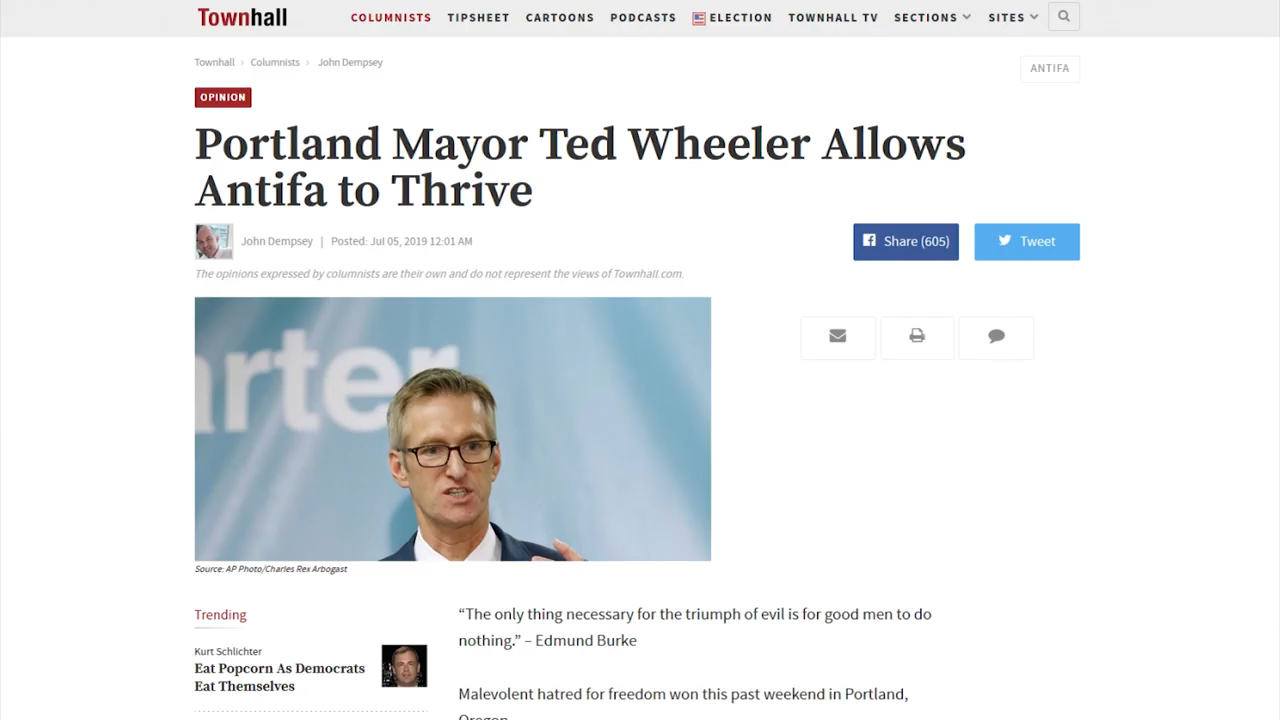 Townhall
COLUMNISTS TIPSHEET CARTOONS PODCASTS ELECTION TOWNHALL TV SECTIONS SITES
Townhall › Columnists › John Dempsey
ANTIFA
OPINION
Portland Mayor Ted Wheeler Allows
Antifa to Thrive
John Dempsey | Posted: Jul 05, 2019 12:01 AM
Share (605)
Tweet
The opinions expressed by columnists are their own and do not represent the views of Townhall.com.
arter
Source: AP Photo/Charles Rex Arbogast
Trending
Kurt Schlichter
Eat Popcorn As Democrats
Eat Themselves
“The only thing necessary for the triumph of evil is for good men to do
nothing.” – Edmund Burke
Malevolent hatred for freedom won this past weekend in Portland,
Oregon.